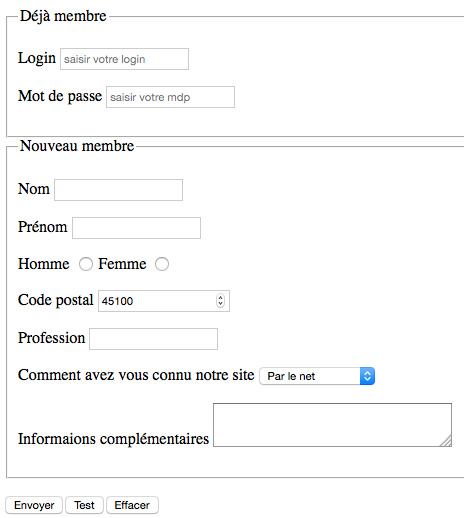 Déjà membre
Login saisir votre login
Mot de passe saisir votre mdp
Nouveau membre
Nom
Prénom
Homme Femme
Code postal 45100
Profession
Comment avez vous connu notre site Par le net
Informaions complémentaires
Envoyer Test Effacer